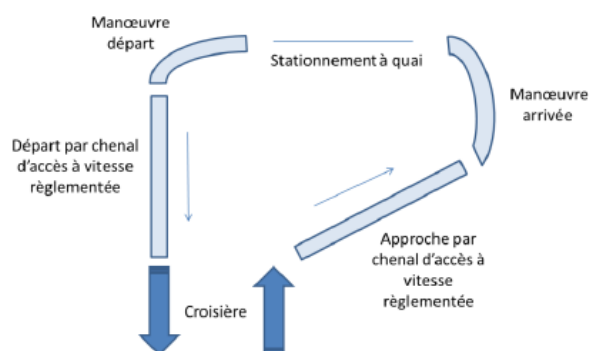 Manœuvre
départ
Stationnement à quai
Manœuvre
arrivée
Départ par chenal
d'accès à vitesse
règlementée
Approche par
chenal d'accès à
vitesse
règlementée
Croisière